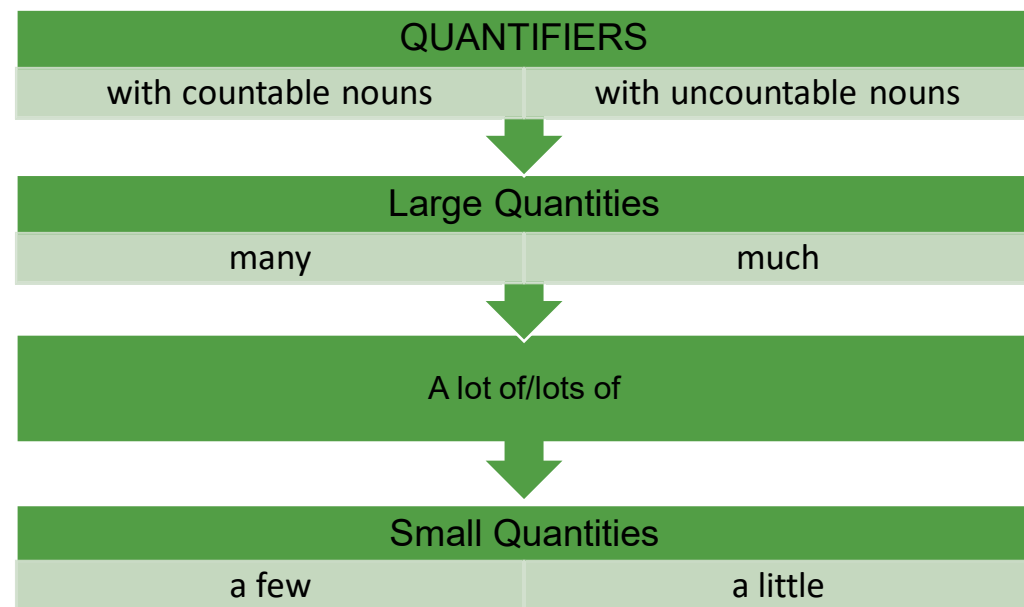 QUANTIFIERS
with countable nouns with uncountable nouns
Large Quantities
many much
A lot of/lots of
Small Quantities
a few a little